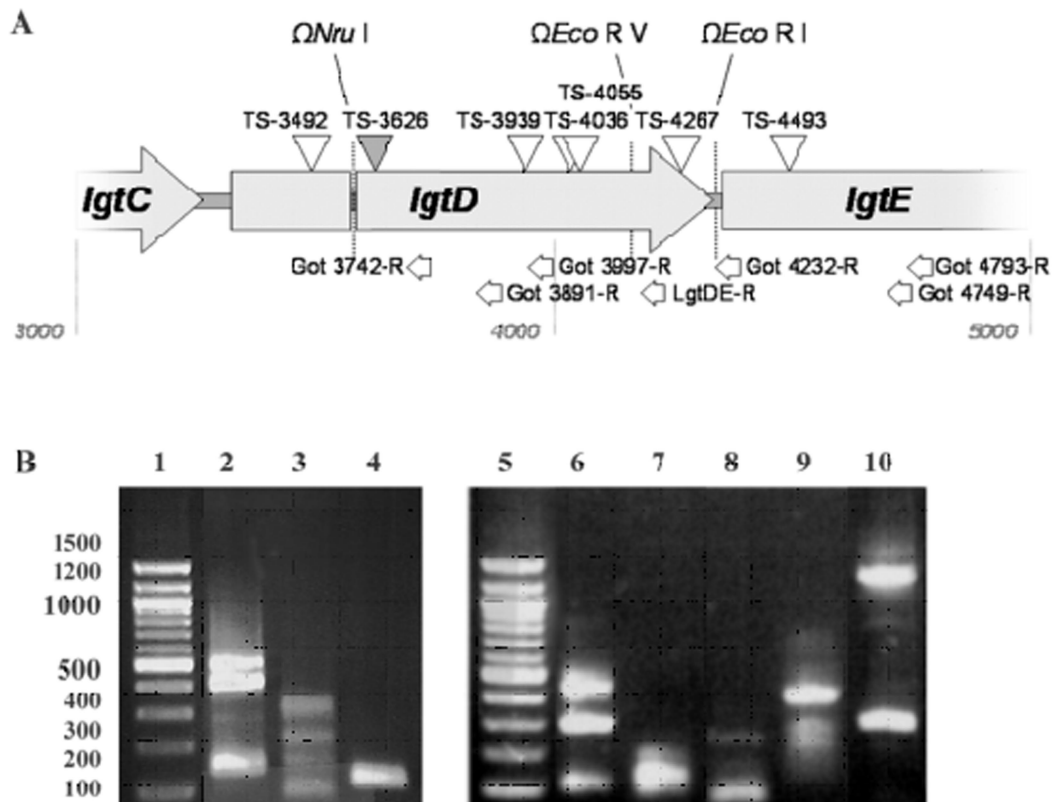 A
ΩNru I ΩEco R V ΩEco R I
TS-4055
TS-3492 TS-3626 TS-3939 TS-4036 TS-4267 TS-4493
lgtC lgtD lgtE
Got 3742-R Got 3997-R Got 4232-R Got 4793-R
Got 3891-R LgtDE-R Got 4749-R
3000 4000 5000
B 1 2 3 4 5 6 7 8 9 10
1500
1200
1000
500
400
300
200
100